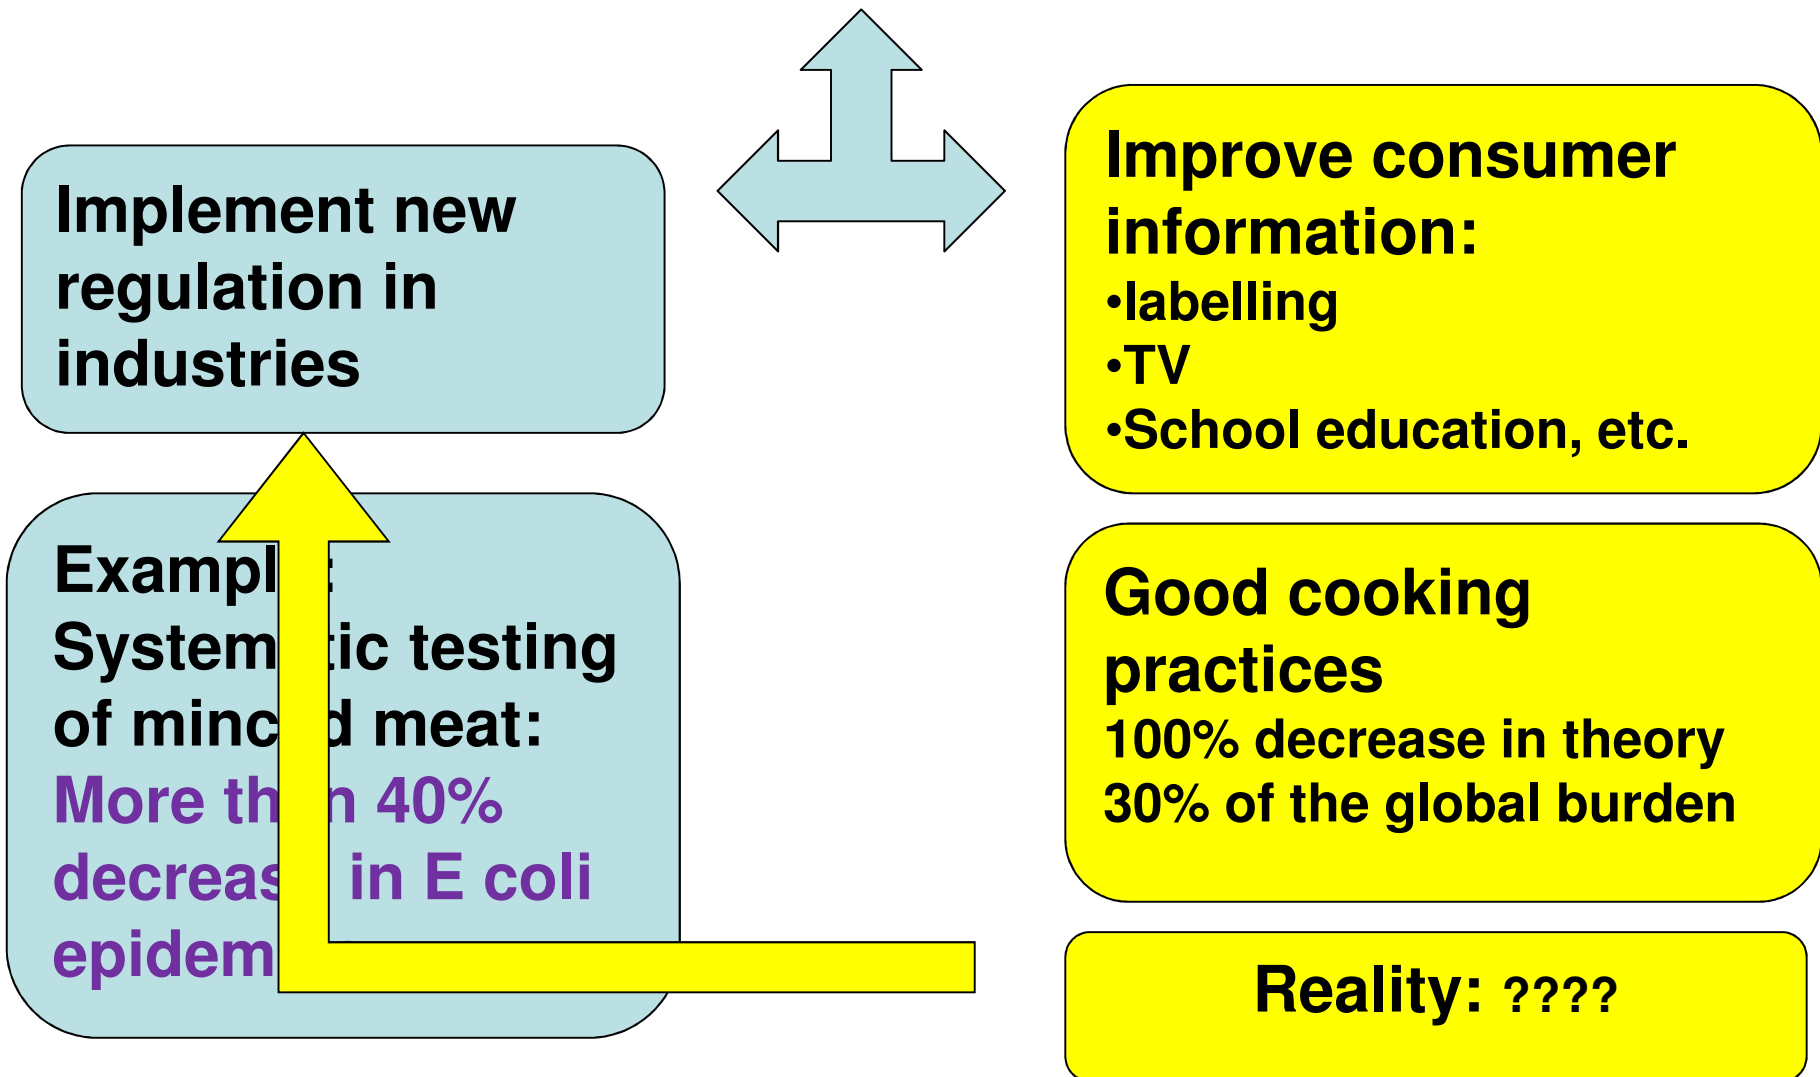 Implement new
regulation in
industries
Exampl :
System tic testing
of minc d meat:
More th n 40%
decreas in E coli
epidem
Improve consumer
information:
•labelling
•TV
•School education, etc.
Good cooking
practices
100% decrease in theory
30% of the global burden
Reality: ????